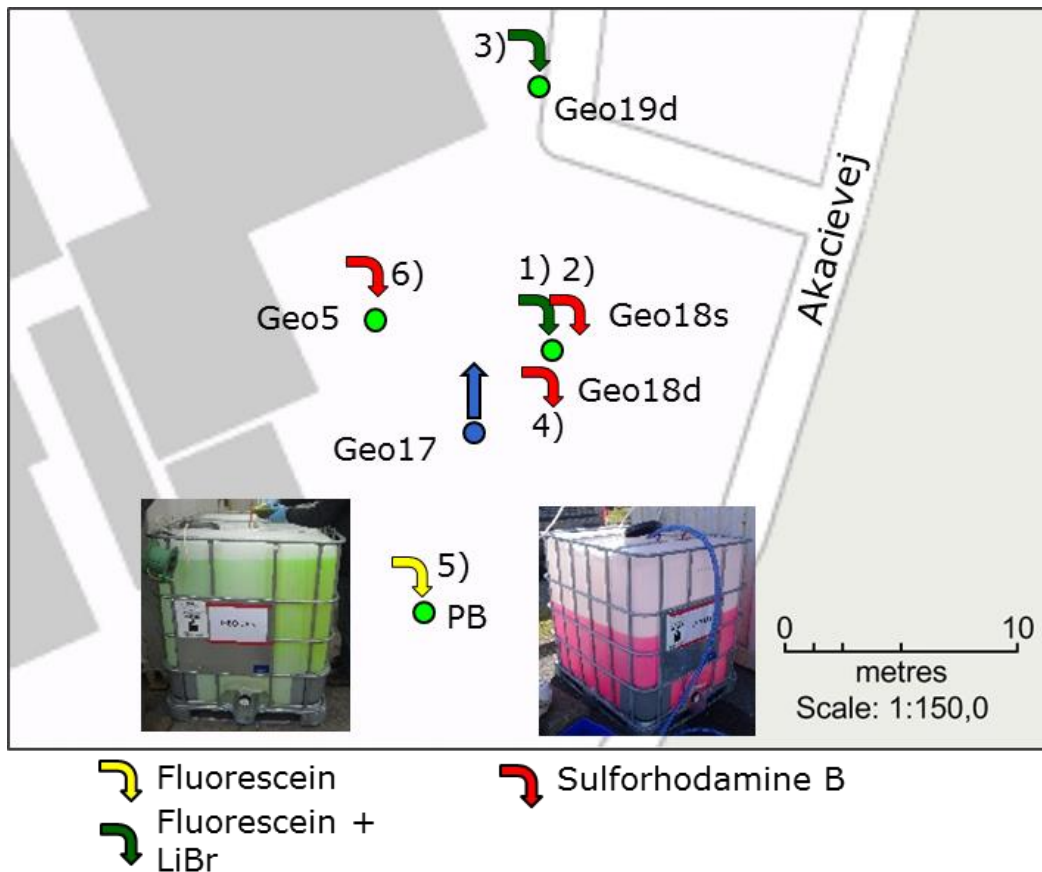 3)
Geo19d
Akacievej
6)
1) 2)
Geo5
Geo18s
Geo18d
4)
Geo17
5)
PB
0 10
metres
Scale: 1:150,0
Fluorescein
Sulforhodamine B
Fluorescein +
LiBr